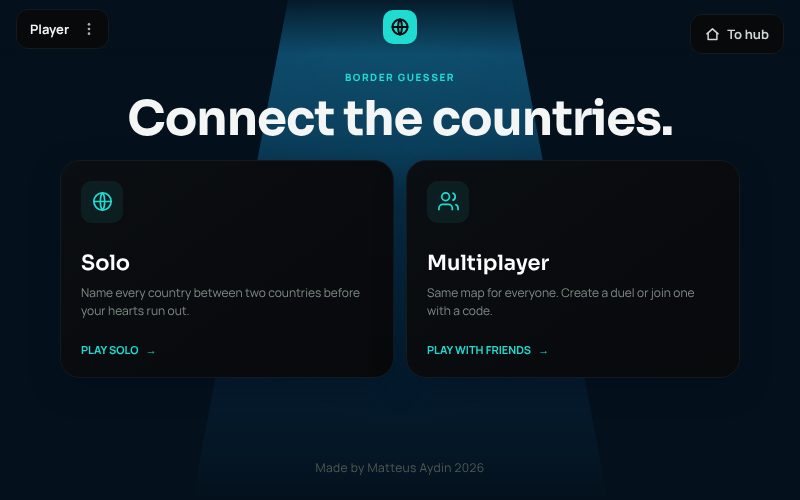 Player
To hub
BORDER GUESSER
Connect the countries.
Solo
Name every country between two countries before
your hearts run out.
PLAY SOLO →
Multiplayer
Same map for everyone. Create a duel or join one
with a code.
PLAY WITH FRIENDS →
Made by Matteus Aydin 2026